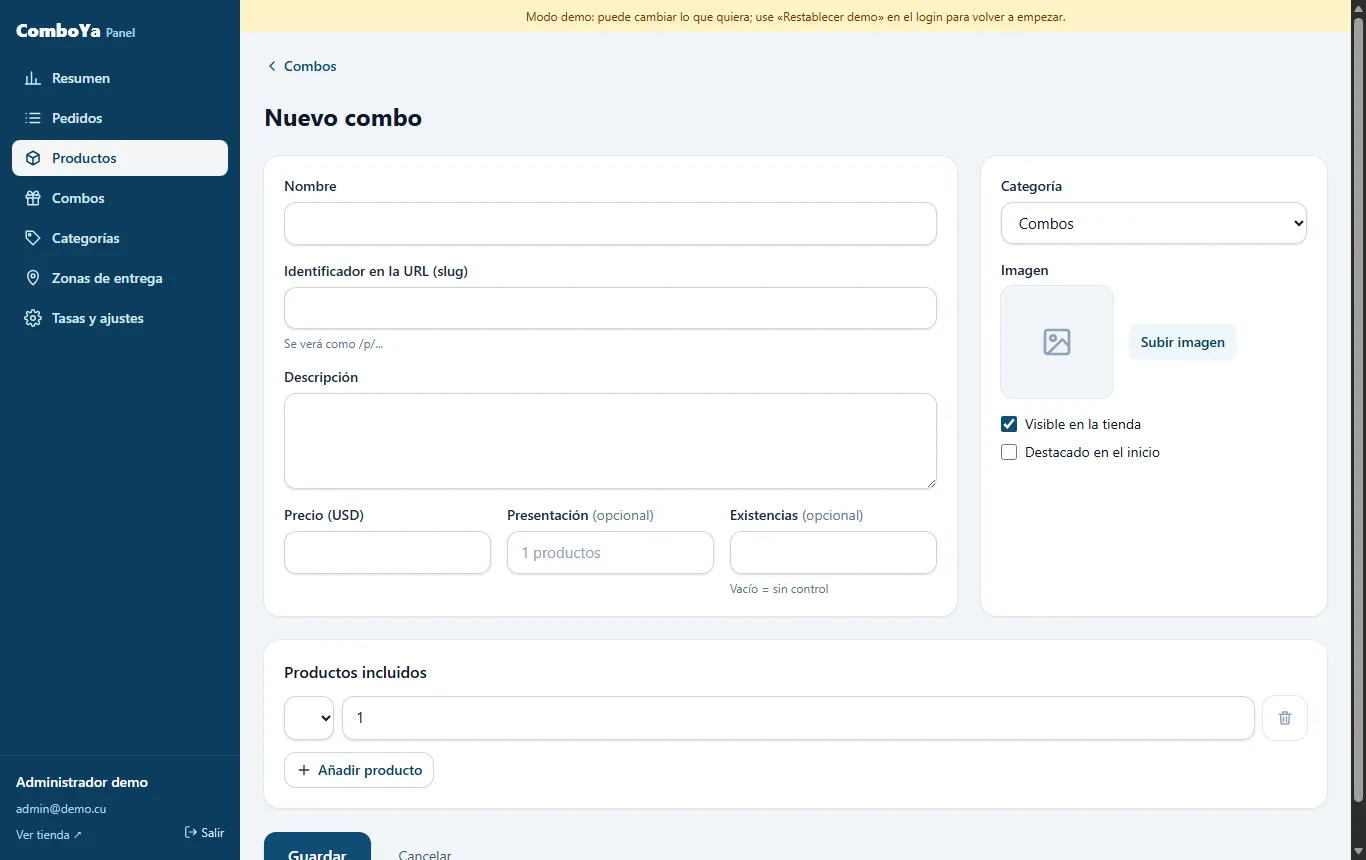 ComboYa Panel
Modo demo: puede cambiar lo que quiera; use «Restablecer demo» en el login para volver a empezar.
Resumen
Pedidos
Productos
Combos
Categorías
Zonas de entrega
Tasas y ajustes
Administrador demo
admin@demo.cu
Ver tienda ↗
Salir
Combos
Nuevo combo
Nombre
Identificador en la URL (slug)
Se verá como /p/...
Descripción
Precio (USD)
Presentación (opcional)
1 productos
Existencias (opcional)
Vacío = sin control
Categoría
Combos
Imagen
Subir imagen
Visible en la tienda
Destacado en el inicio
Productos incluidos
1
Añadir producto
Guardar
Cancelar